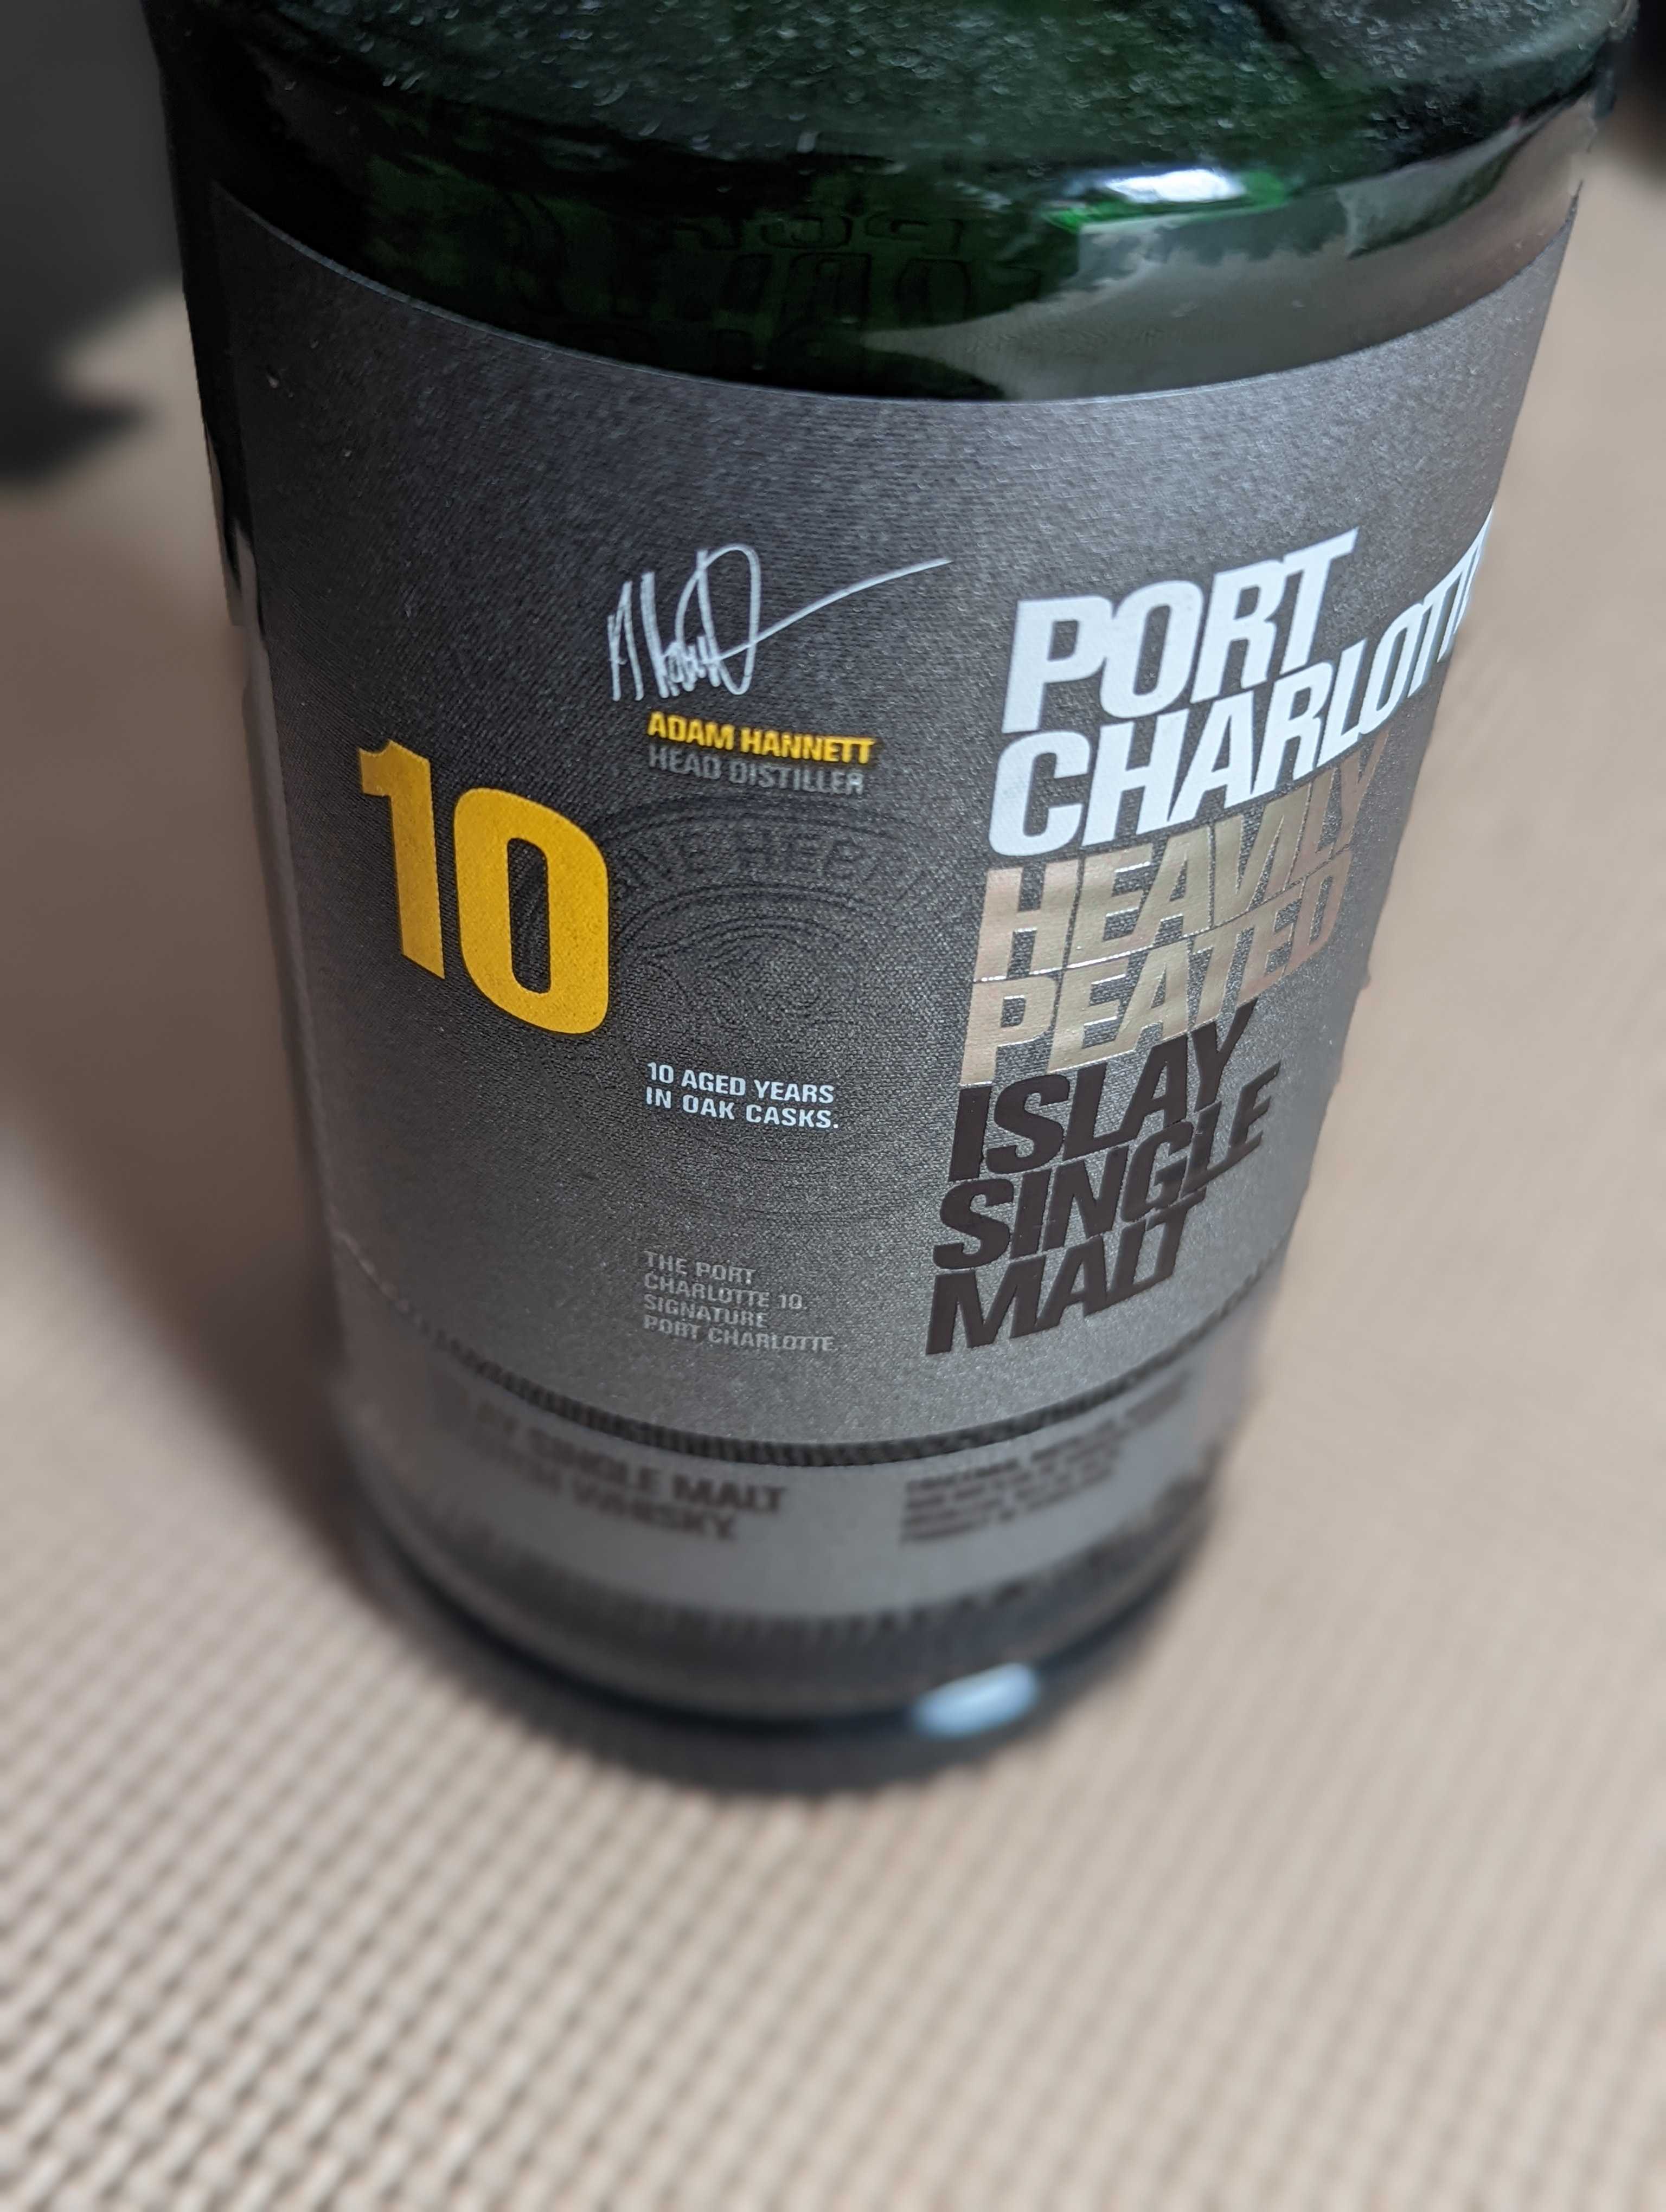 ADAM HANNETT
HEAD DISTILLER
10
10 AGED YEARS
IN OAK CASKS.
THE PORT
CHARLOTTE 10.
SIGNATURE
PORT CHARLOTTE.
PORT
CHARLOTTE
HEAVILY
PEATED
ISLAY
SINGLE
MALT
SINGLE MALT
WHISKY